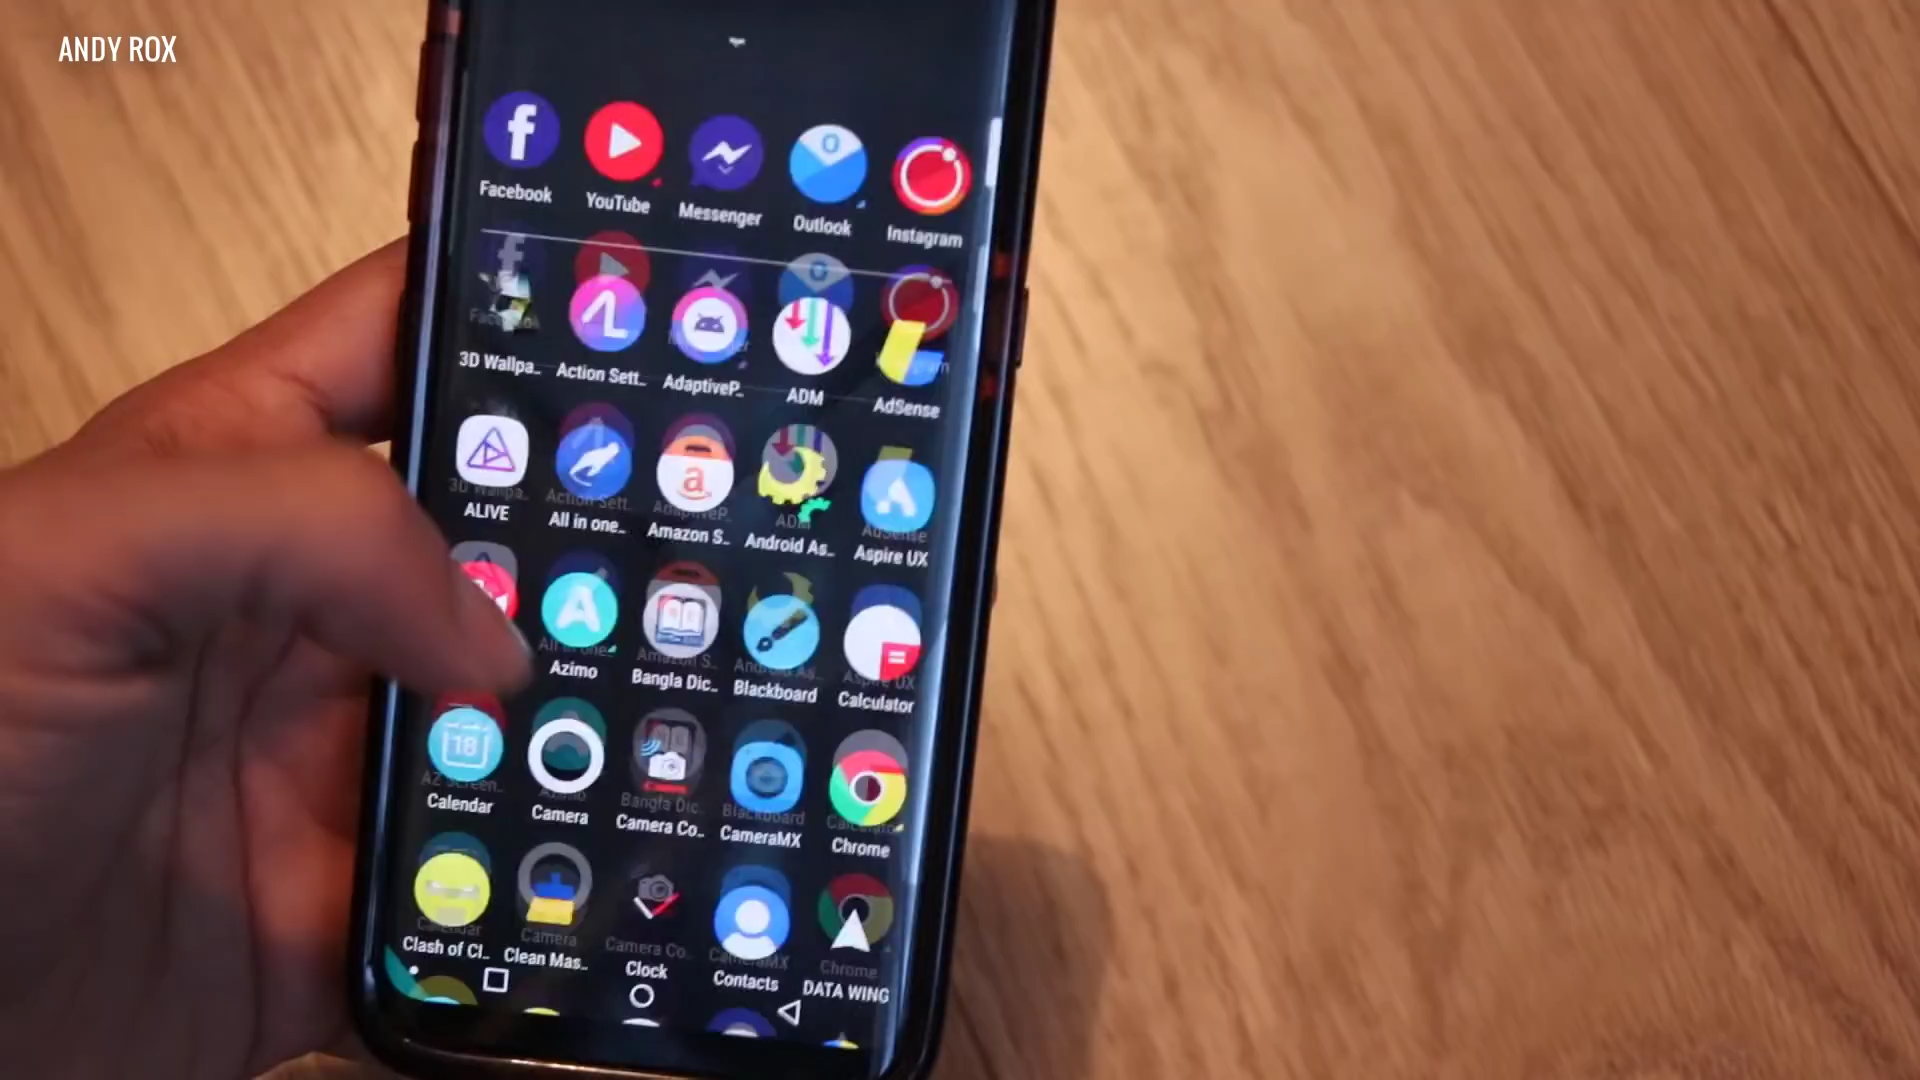 ANDY ROX
Facebook YouTube Messenger Outlook Instagram
3D Wallpa.. Action Sett.. AdaptiveP.. ADM AdSense
ALIVE All in one.. Amazon S.. Android As.. Aspire UX
Azimo Bangla Dic.. Blackboard Calculator
18
Calendar Camera Camera Co.. CameraMX Chrome
Clash of Cl.. Clean Mas.. Clock Contacts DATA WING